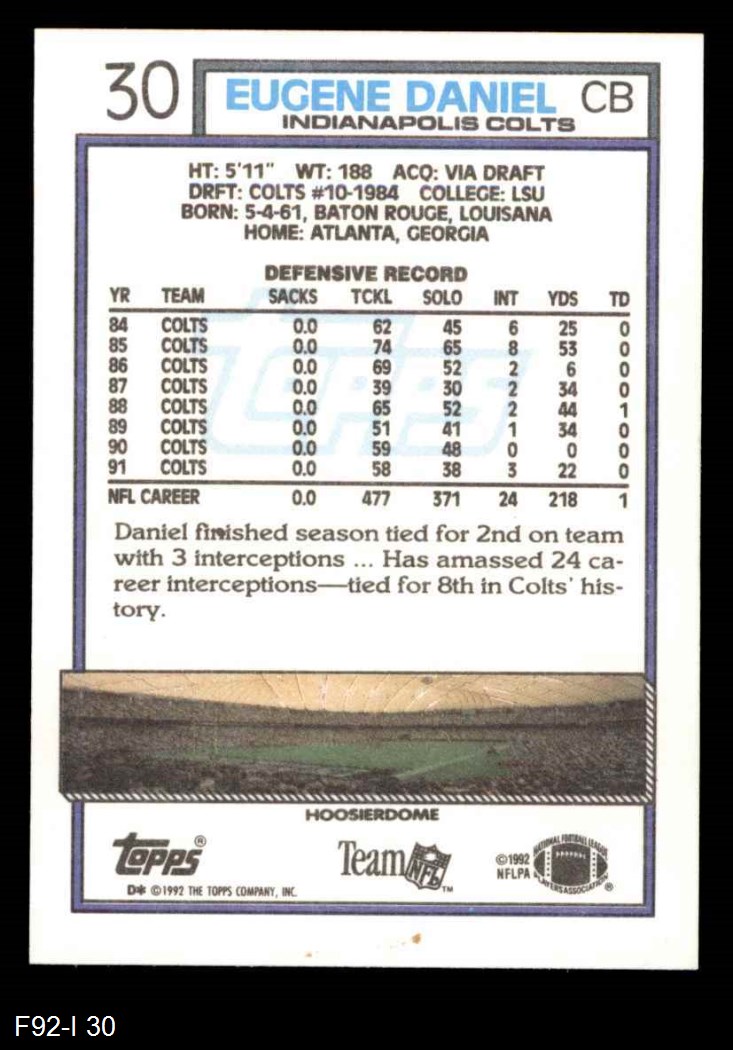 30 EUGENE DANIEL CB
INDIANAPOLIS COLTS
HT: 5'11" WT: 188 ACQ: VIA DRAFT
DRFT: COLTS #10-1984 COLLEGE: LSU
BORN: 5-4-61, BATON ROUGE, LOUISANA
HOME: ATLANTA, GEORGIA
DEFENSIVE RECORD
YR TEAM SACKS TCKL SOLO INT YDS TD
84 COLTS 0.0 62 45 6 25 0
85 COLTS 0.0 74 65 8 53 0
86 COLTS 0.0 69 52 2 6 0
87 COLTS 0.0 39 30 2 34 0
88 COLTS 0.0 65 52 2 44 1
89 COLTS 0.0 51 41 1 34 0
90 COLTS 0.0 59 48 0 0 0
91 COLTS 0.0 58 38 3 22 0
NFL CAREER 0.0 477 371 24 218 1
TOPPS
Daniel finished season tied for 2nd on team
with 3 interceptions ... Has amassed 24 ca-
reer interceptions—tied for 8th in Colts' his-
tory.
HOOSIERDOME
TOPPS®
D* ©1992 THE TOPPS COMPANY, INC.
Team NFL™
©1992
NFLPA
NATIONAL FOOTBALL LEAGUE
PLAYERS ASSOCIATION®
F92-I 30